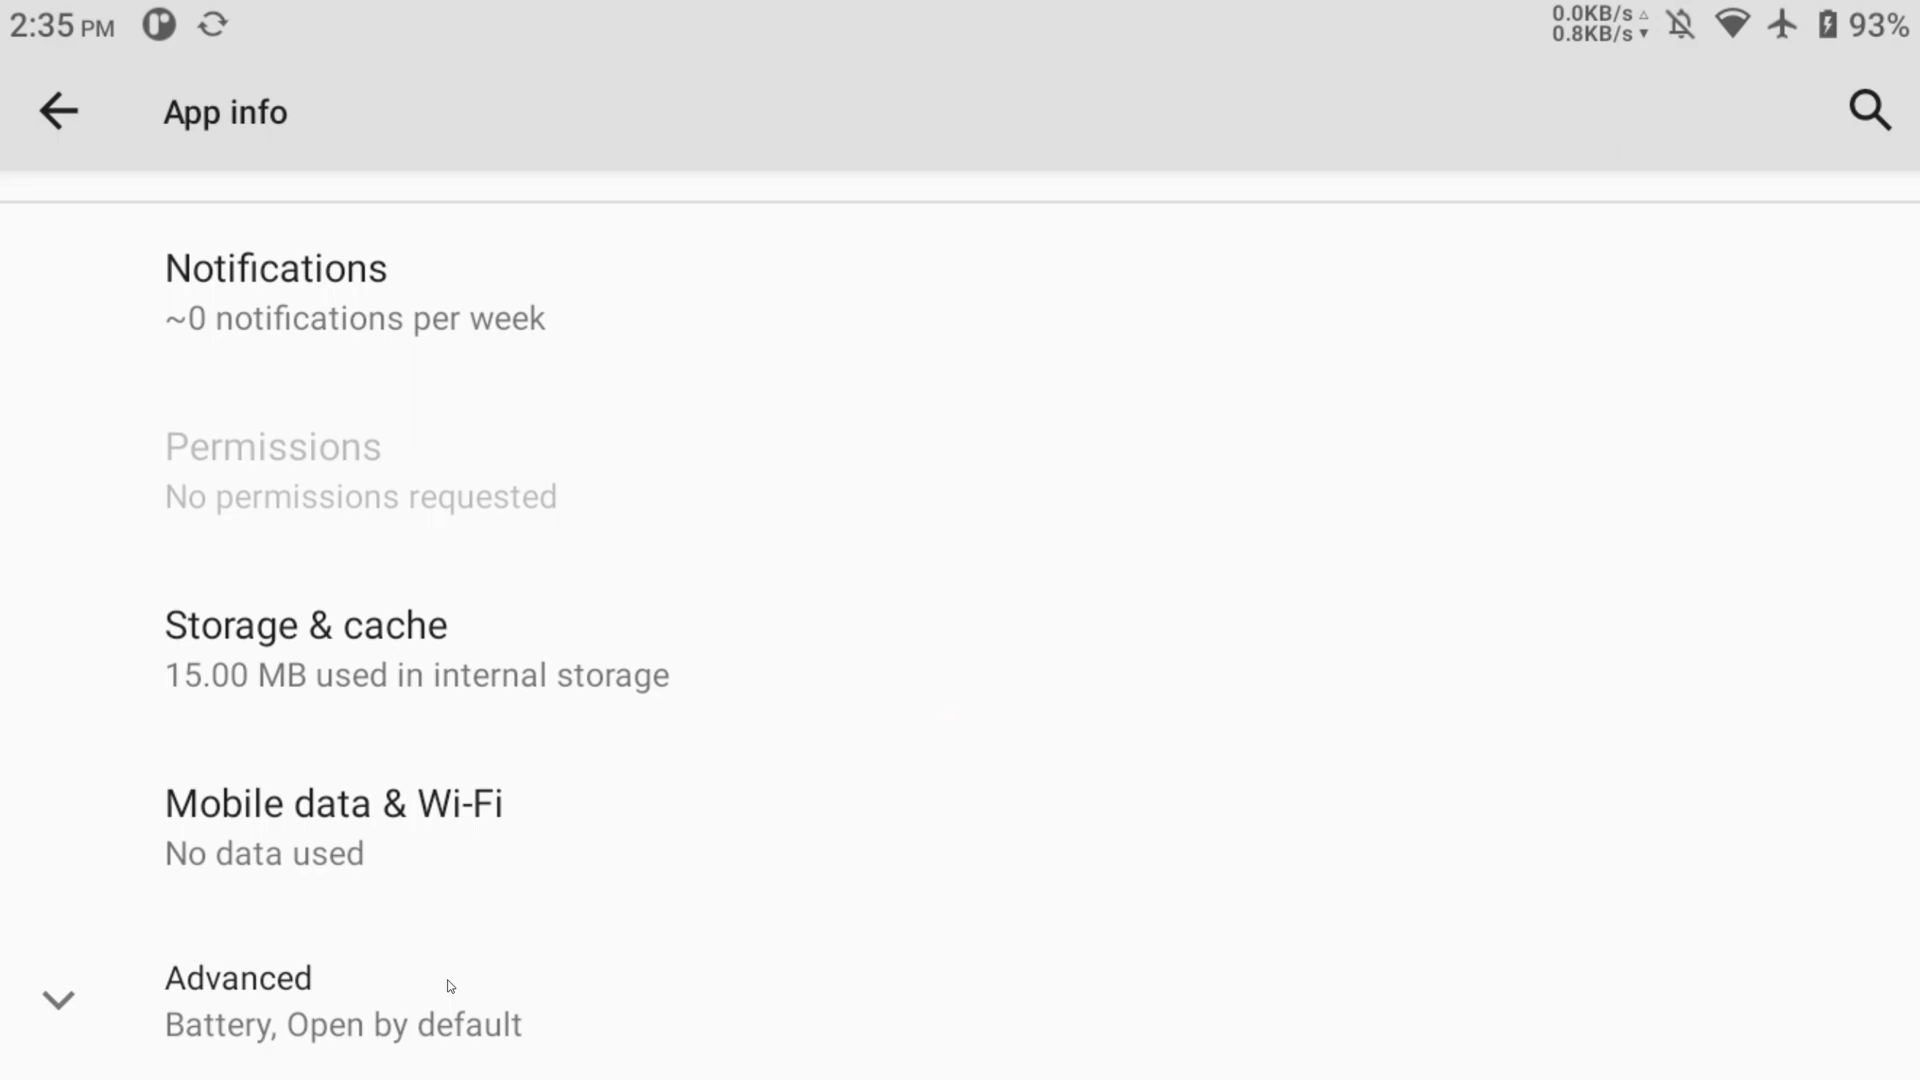 2:35 PM
0.0KB/s
0.8KB/s
93%
App info
Notifications
~0 notifications per week
Permissions
No permissions requested
Storage & cache
15.00 MB used in internal storage
Mobile data & Wi-Fi
No data used
Advanced
Battery, Open by default